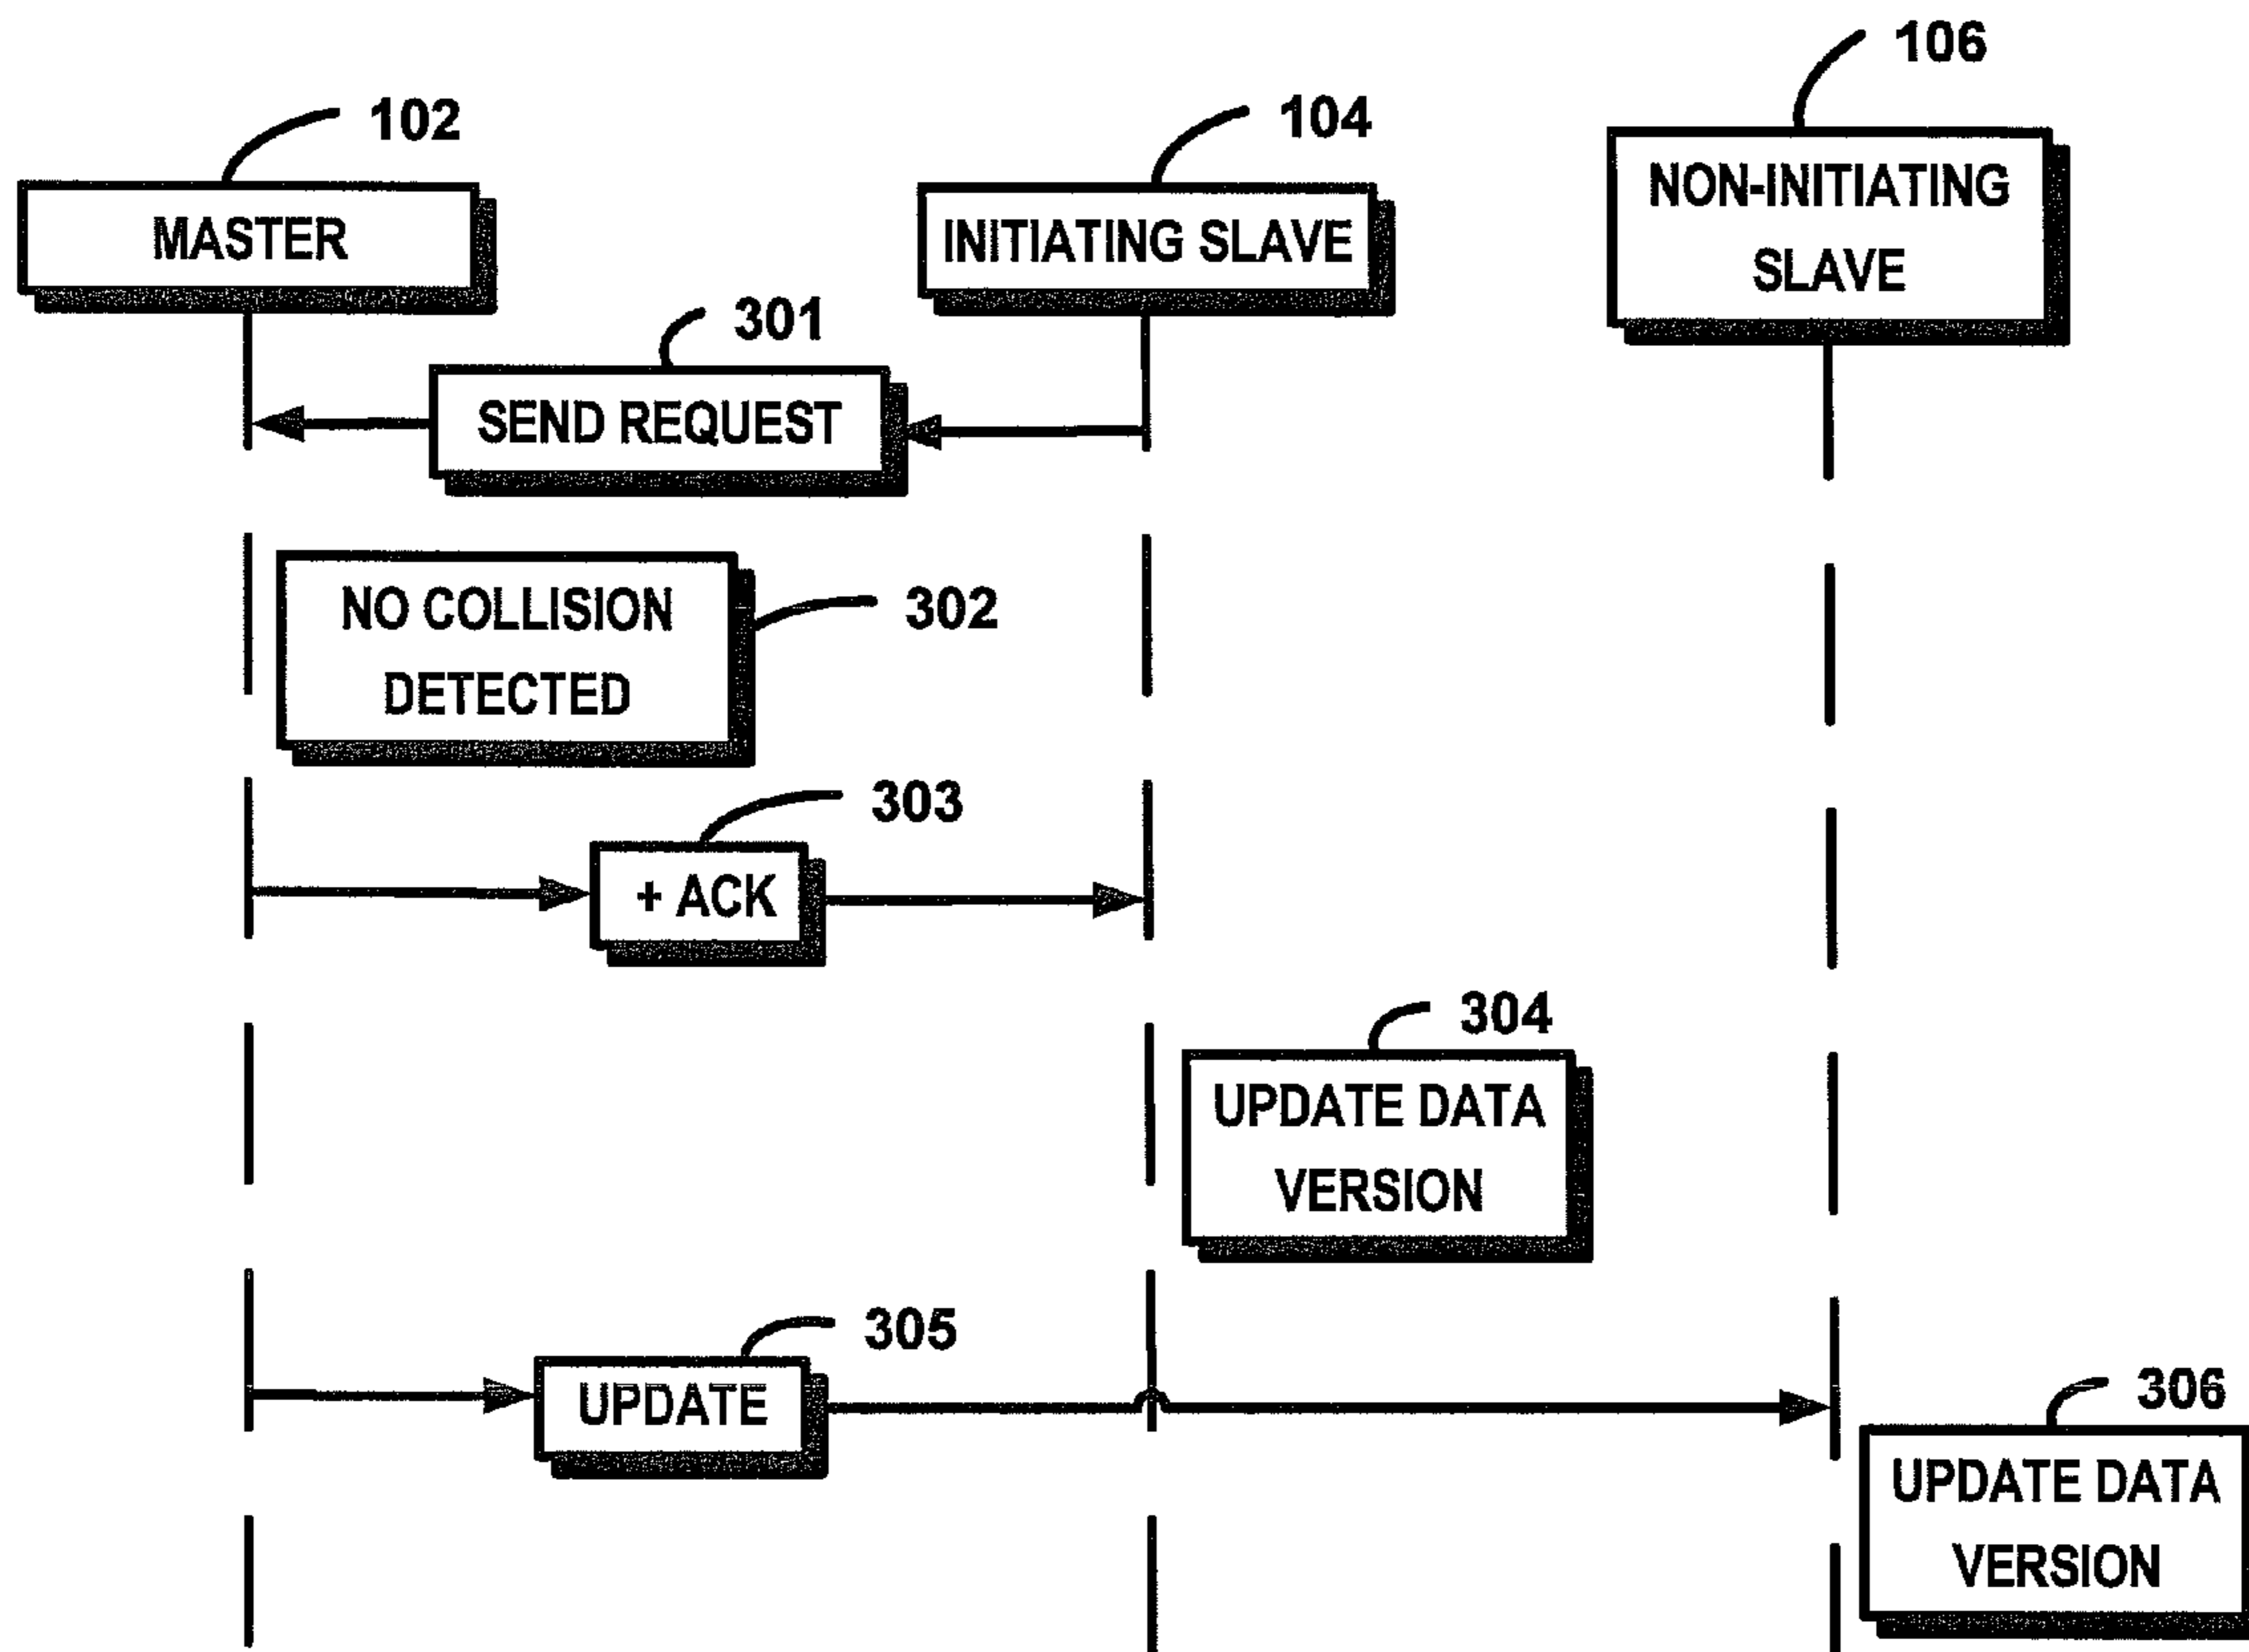 106
102
104
NON-INITIATING
SLAVE
MASTER
INITIATING SLAVE
301
SEND REQUEST
NO COLLISION
DETECTED
302
303
+ ACK
304
UPDATE DATA
VERSION
305
UPDATE
306
UPDATE DATA
VERSION